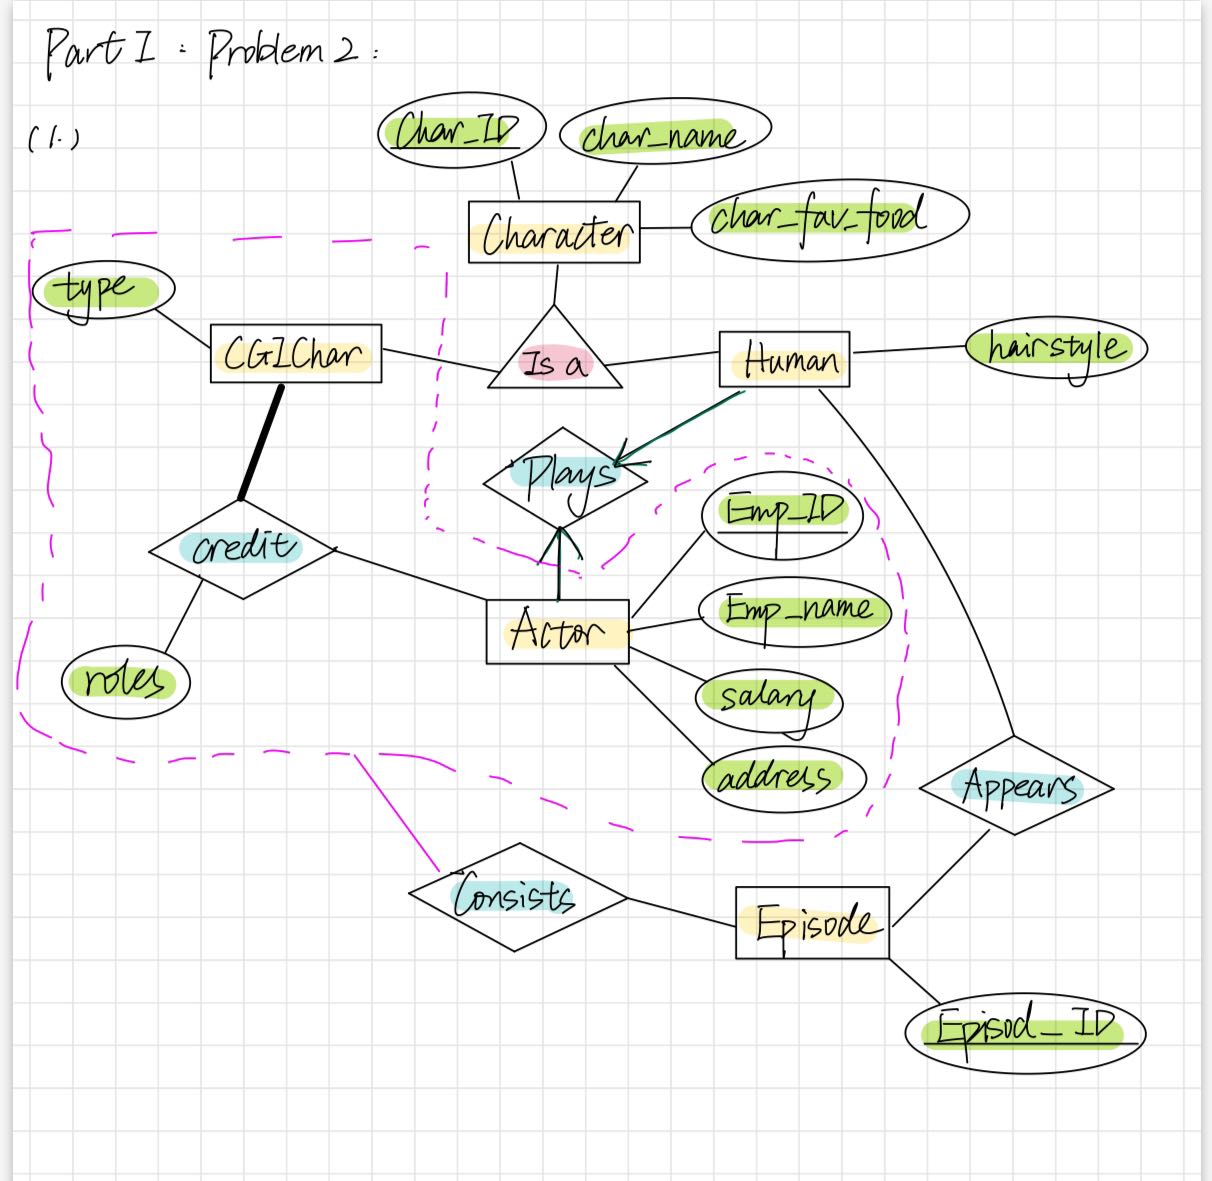 Part I : Problem 2 :
(1.)
Char_ID
char_name
Character
char_fav_food
type
CGIChar
Is a
Human
hairstyle
Plays
Emp_ID
credit
Emp_name
Actor
roles
salary
address
Appears
Consists
Episode
Episod_ID